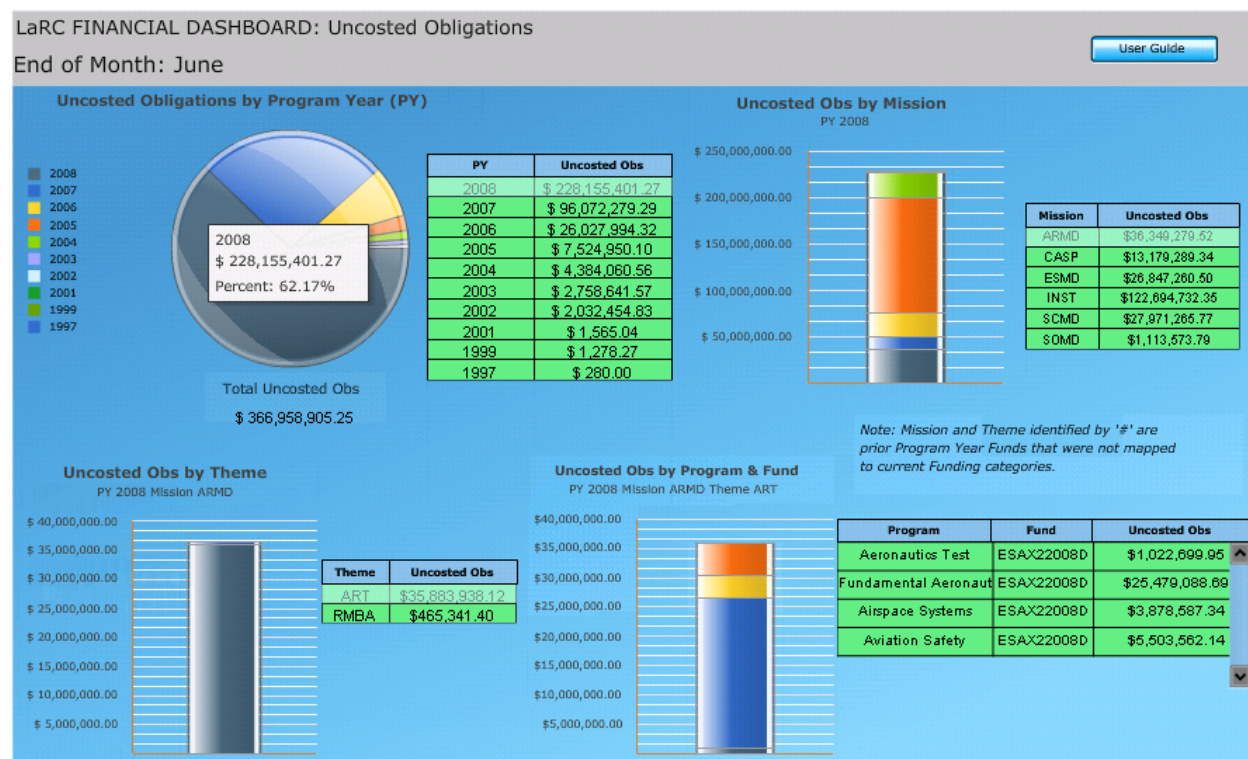 LaRC FINANCIAL DASHBOARD: Uncosted Obligations
End of Month: June
User Guide
Uncosted Obligations by Program Year (PY)
2008
2007
2006
2005
2004
2003
2002
2001
1999
1997
2008
$ 228,155,401.27
Percent: 62.17%
Total Uncosted Obs
$ 366,958,905.25
PY Uncosted Obs
2008 $ 228,155,401.27
2007 $ 96,072,279.29
2006 $ 26,027,994.32
2005 $ 7,524,950.10
2004 $ 4,384,060.56
2003 $ 2,758,641.57
2002 $ 2,032,454.83
2001 $ 1,565.04
1999 $ 1,278.27
1997 $ 280.00
Uncosted Obs by Mission
PY 2008
$ 250,000,000.00
$ 200,000,000.00
$ 150,000,000.00
$ 100,000,000.00
$ 50,000,000.00
Mission Uncosted Obs
ARMD $36,349,279.52
CASP $13,179,289.34
ESMD $26,847,260.50
INST $122,694,732.35
SCMD $27,971,265.77
SOMD $1,113,573.79
Note: Mission and Theme identified by '#' are
prior Program Year Funds that were not mapped
to current Funding categories.
Uncosted Obs by Theme
PY 2008 Mission ARMD
$ 40,000,000.00
$ 35,000,000.00
$ 30,000,000.00
$ 25,000,000.00
$ 20,000,000.00
$ 15,000,000.00
$ 10,000,000.00
$ 5,000,000.00
Theme Uncosted Obs
ART $35,883,938.12
RMBA $465,341.40
Uncosted Obs by Program & Fund
PY 2008 Mission ARMD Theme ART
$40,000,000.00
$35,000,000.00
$30,000,000.00
$25,000,000.00
$20,000,000.00
$15,000,000.00
$10,000,000.00
$5,000,000.00
Program Fund Uncosted Obs
Aeronautics Test ESAX22008D $1,022,699.95
Fundamental Aeronaut ESAX22008D $25,479,088.69
Airspace Systems ESAX22008D $3,878,587.34
Aviation Safety ESAX22008D $5,503,562.14